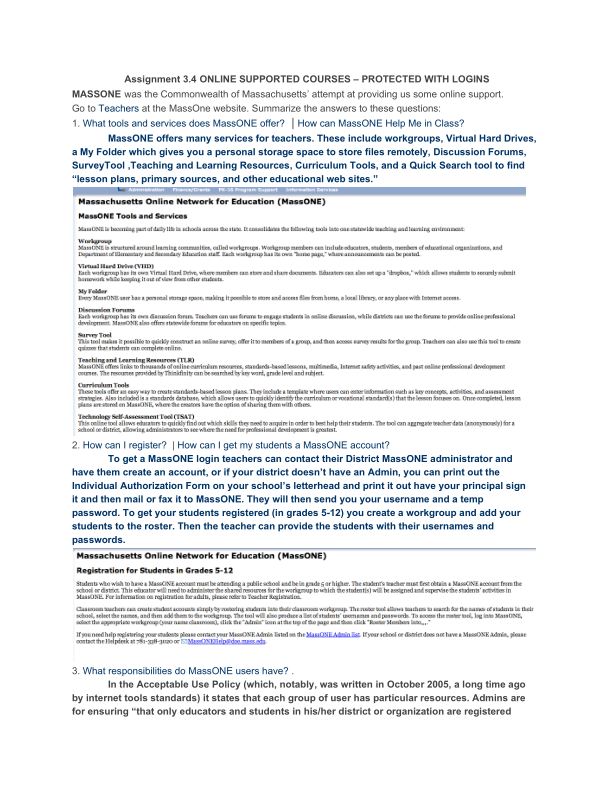 Assignment 3.4 ONLINE SUPPORTED COURSES – PROTECTED WITH LOGINS
MASSONE was the Commonwealth of Massachusetts' attempt at providing us some online support.
Go to Teachers at the MassOne website. Summarize the answers to these questions:
1. What tools and services does MassONE offer? | How can MassONE Help Me in Class?
MassONE offers many services for teachers. These include workgroups, Virtual Hard Drives,
a My Folder which gives you a personal storage space to store files remotely, Discussion Forums,
SurveyTool ,Teaching and Learning Resources, Curriculum Tools, and a Quick Search tool to find
“lesson plans, primary sources, and other educational web sites.”
Administration Finance/Grants PK-16 Program Support Information Services
Massachusetts Online Network for Education (MassONE)
MassONE Tools and Services
MassONE is becoming part of daily life in schools across the state. It consolidates the following tools into one statewide teaching and learning environment:
Workgroup
MassONE is structured around learning communities, called workgroups. Workgroup members can include educators, students, members of educational organizations, and
Department of Elementary and Secondary Education staff. Each workgroup has its own "home page," where announcements can be posted.
Virtual Hard Drive (VHD)
Each workgroup has its own Virtual Hard Drive, where members can store and share documents. Educators can also set up a "dropbox," which allows students to securely submit
homework while keeping it out of view from other students.
My Folder
Every MassONE user has a personal storage space, making it possible to store and access files from home, a local library, or any place with Internet access.
Discussion Forums
Each workgroup has its own discussion forum. Teachers can use forums to engage students in online discussion, while districts can use the forums to provide online professional
development. MassONE also offers statewide forums for educators on specific topics.
Survey Tool
This tool makes it possible to quickly construct an online survey, offer it to members of a group, and then access survey results for the group. Teachers can also use this tool to create
quizzes that students can complete online.
Teaching and Learning Resources (TLR)
MassONE offers links to thousands of online curriculum resources, standards-based lessons, multimedia, Internet safety activities, and past online professional development
courses. The resources provided by Thinkfinity can be searched by key word, grade level and subject.
Curriculum Tools
These tools offer an easy way to create standards-based lesson plans. They include a template where users can enter information such as key concepts, activities, and assessment
strategies. Also included is a standards database, which allows users to quickly identify the curriculum or vocational standard(s) that the lesson focuses on. Once completed, lesson
plans are stored on MassONE, where the creators have the option of sharing them with others.
Technology Self-Assessment Tool (TSAT)
This online tool allows educators to quickly find out which skills they need to acquire in order to best help their students. The tool can aggregate teacher data (anonymously) for a
school or district, allowing administrators to see where the need for professional development is greatest.
2. How can I register? | How can I get my students a MassONE account?
To get a MassONE login teachers can contact their District MassONE administrator and
have them create an account, or if your district doesn't have an Admin, you can print out the
Individual Authorization Form on your school's letterhead and print it out have your principal sign
it and then mail or fax it to MassONE. They will then send you your username and a temp
password. To get your students registered (in grades 5-12) you create a workgroup and add your
students to the roster. Then the teacher can provide the students with their usernames and
passwords.
Massachusetts Online Network for Education (MassONE)
Registration for Students in Grades 5-12
Students who wish to have a MassONE account must be attending a public school and be in grade 5 or higher. The student's teacher must first obtain a MassONE account from the
school or district. This educator will need to administer the shared resources for the workgroup to which the student(s) will be assigned and supervise the students' activities in
MassONE. For information on registration for adults, please refer to Teacher Registration.
Classroom teachers can create student accounts simply by rostering students into their classroom workgroup. The roster tool allows teachers to search for the names of students in their
school, select the names, and then add them to the workgroup. The tool will also produce a list of students' usernames and passwords. To access the roster tool, log into MassONE,
select the appropriate workgroup (your name classroom), click the "Admin" icon at the top of the page and then click "Roster Members into,,,."
If you need help registering your students please contact your MassONE Admin listed on the MassONE Admin list. If your school or district does not have a MassONE Admin, please
contact the Helpdesk at 781-338-3120 or MassONEHelp@doe.mass.edu.
3. What responsibilities do MassONE users have? .
In the Acceptable Use Policy (which, notably, was written in October 2005, a long time ago
by internet tools standards) it states that each group of user has particular resources. Admins are
for ensuring “that only educators and students in his/her district or organization are registered